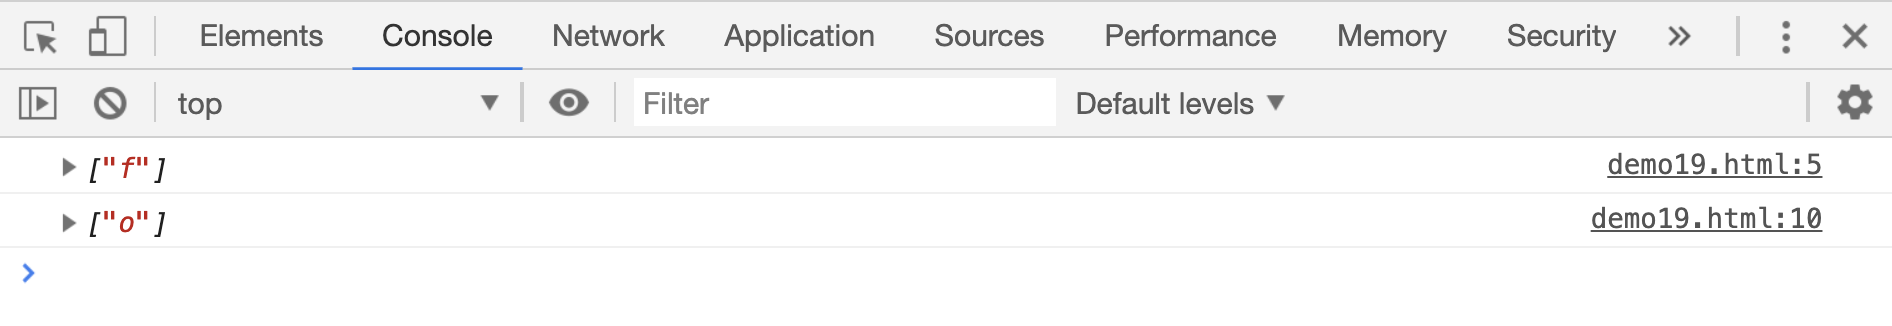 Elements Console Network Application Sources Performance Memory Security
top Filter Default levels
["f"] demo19.html:5
["o"] demo19.html:10